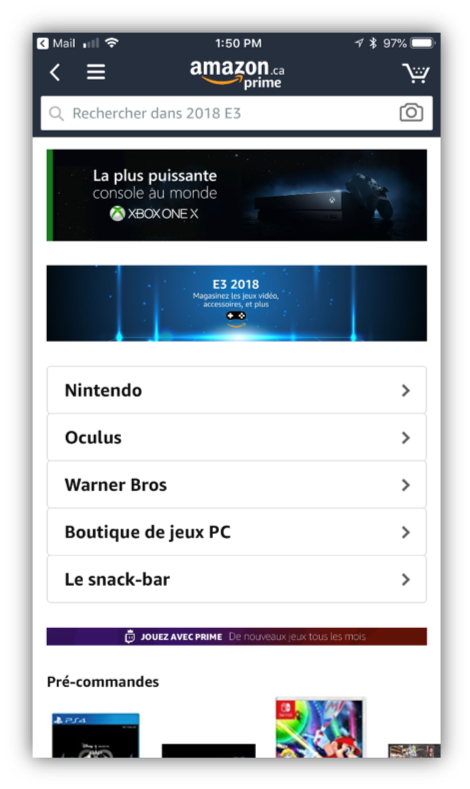 Mail
1:50 PM
97%
amazon.ca
prime
Rechercher dans 2018 E3
La plus puissante
console au monde
XBOX ONE X
E3 2018
Magasinez les jeux vidéo,
accessoires, et plus
Nintendo
Oculus
Warner Bros
Boutique de jeux PC
Le snack-bar
JOUEZ AVEC PRIME De nouveaux jeux tous les mois
Pré-commandes
PS4